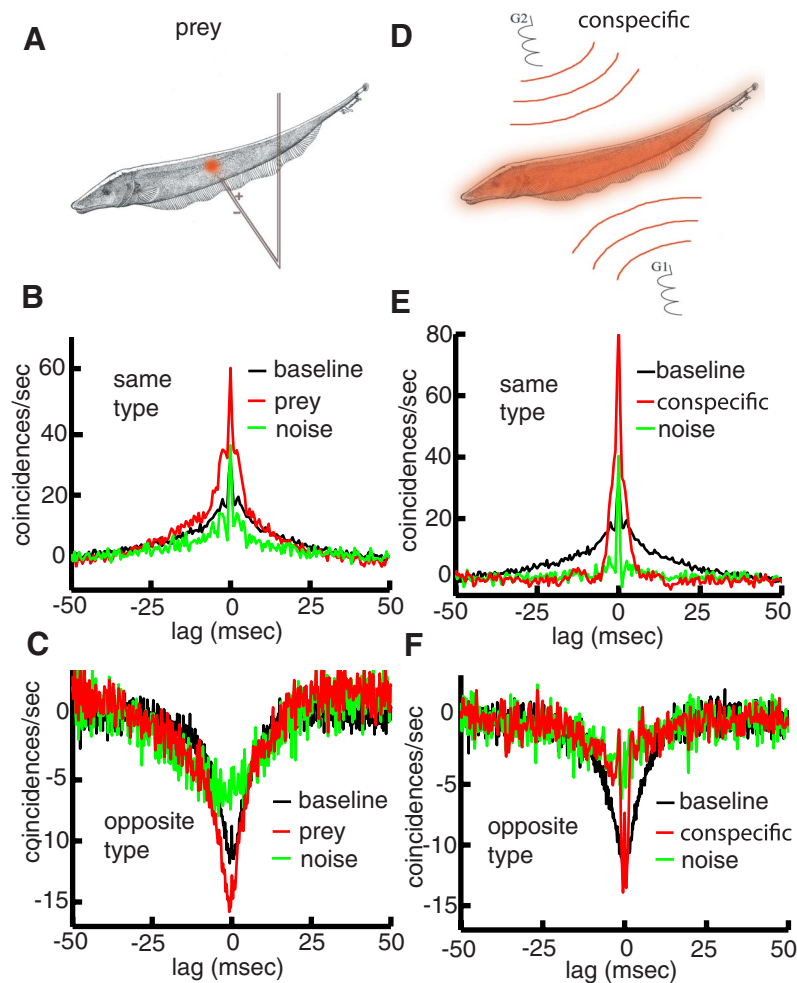 A
prey
+
-
D
G2
conspecific
G1
B
60
40
20
0
coincidences/sec
same
type
baseline
prey
noise
-50
-25
0
25
50
lag (msec)
E
80
60
40
20
0
coincidences/sec
same
type
baseline
conspecific
noise
-50
-25
0
25
50
lag (msec)
C
0
-5
-10
-15
coincidences/sec
opposite
type
baseline
prey
noise
-50
-25
0
25
50
lag (msec)
F
0
-5
-10
-15
coincidences/sec
opposite
type
baseline
conspecific
noise
-50
-25
0
25
50
lag (msec)